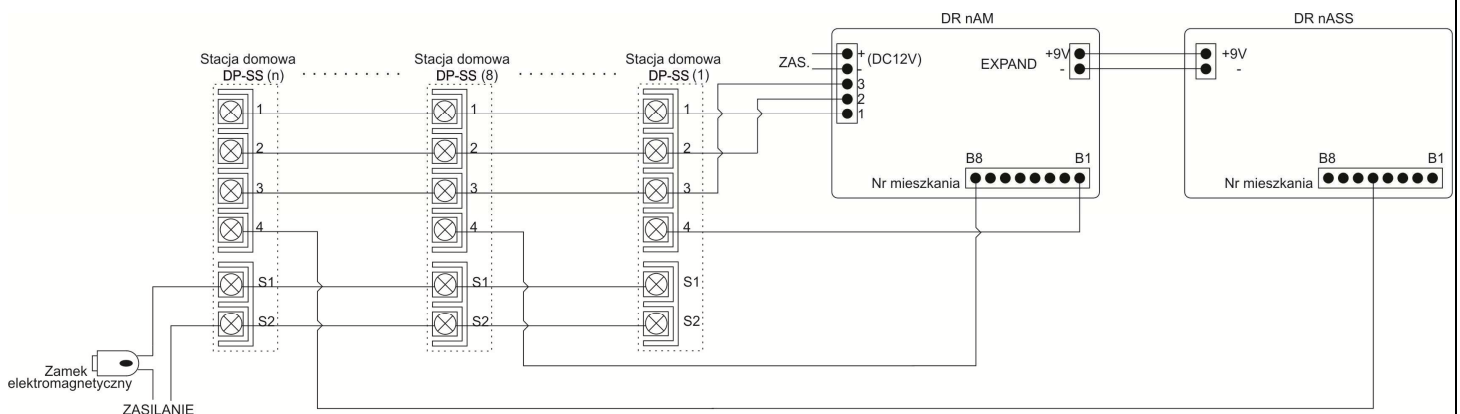 DR nAM
DR nASS
Stacja domowa
DP-SS (n)
Stacja domowa
DP-SS (8)
Stacja domowa
DP-SS (1)
ZAS.
+ (DC12V)
-
3
2
1
EXPAND
+9V
-
+9V
-
1
2
3
4
S1
S2
1
2
3
4
S1
S2
1
2
3
4
S1
S2
B8
B1
Nr mieszkania
B8
B1
Nr mieszkania
Zamek
elektromagnetyczny
ZASILANIE